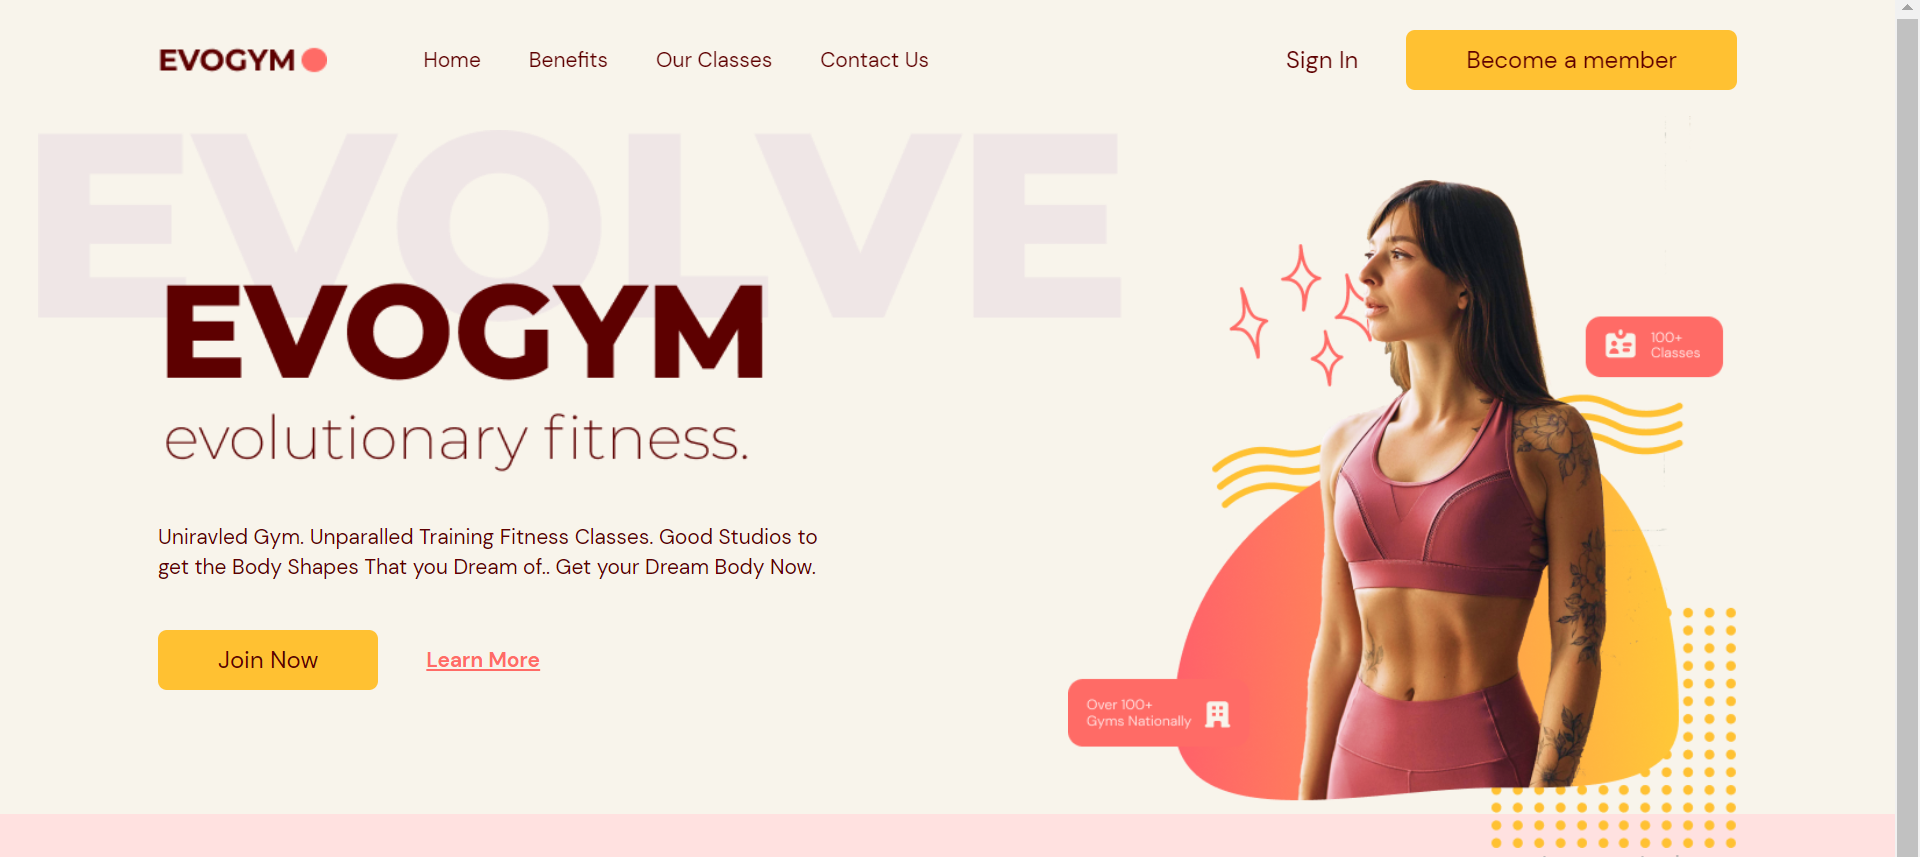 EVOGYM
Home
Benefits
Our Classes
Contact Us
Sign In
Become a member
EVOLVE
EVOGYM
evolutionary fitness.
Uniravled Gym. Unparalled Training Fitness Classes. Good Studios to
get the Body Shapes That you Dream of.. Get your Dream Body Now.
Join Now
Learn More
100+
Classes
Over 100+
Gyms Nationally